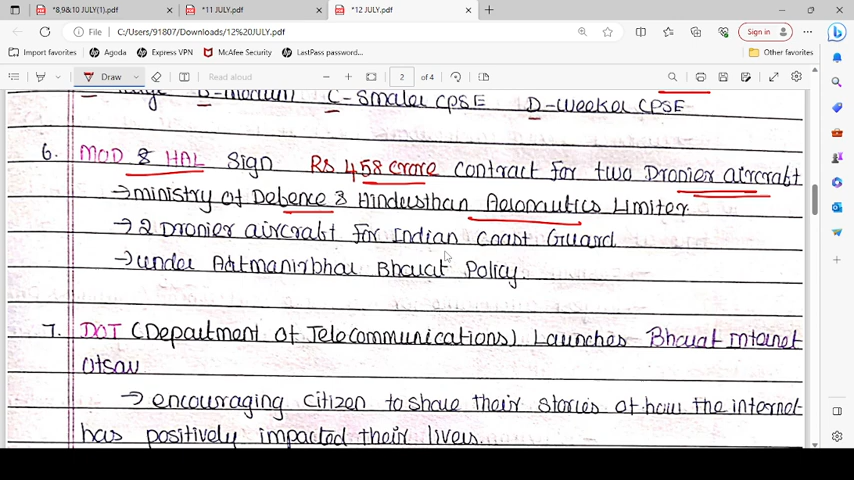 *8,9&10 JULY(1).pdf
*11 JULY.pdf
*12 JULY.pdf
Sign in
File
C:/Users/91807/Downloads/12%20JULY.pdf
Import favorites
Agoda
Express VPN
McAfee Security
LastPass password...
Other favorites
Draw
Read aloud
2
of 4
C-Smaller CPSE D-Weeker CPSE
6. MOD & HAL Sign Rs 458 crore contract for two Dronier aircrabt
→ministry of Debence & Hindusthan Aeronautics Limiter.
→2 Dronier aircrabt for Indian Coast Guard
→under Aatmanirbhar Bharat Policy.
7. DOT (Department of Telecommunications) Launches Bharat internet
Utsav
→ encouraging citizen to share their stories of how the internet
has positively impacted their lives.